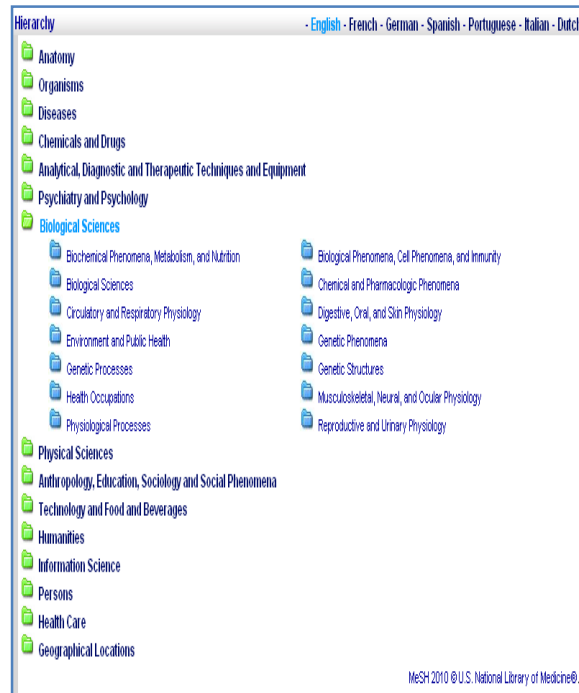 Hierarchy - English - French - German - Spanish - Portuguese - Italian - Dutch
Anatomy
Organisms
Diseases
Chemicals and Drugs
Analytical, Diagnostic and Therapeutic Techniques and Equipment
Psychiatry and Psychology
Biological Sciences
Biochemical Phenomena, Metabolism, and Nutrition Biological Phenomena, Cell Phenomena, and Immunity
Biological Sciences Chemical and Pharmacologic Phenomena
Circulatory and Respiratory Physiology Digestive, Oral, and Skin Physiology
Environment and Public Health Genetic Phenomena
Genetic Processes Genetic Structures
Health Occupations Musculoskeletal, Neural, and Ocular Physiology
Physiological Processes Reproductive and Urinary Physiology
Physical Sciences
Anthropology, Education, Sociology and Social Phenomena
Technology and Food and Beverages
Humanities
Information Science
Persons
Health Care
Geographical Locations
MeSH 2010 © U.S. National Library of Medicine®.